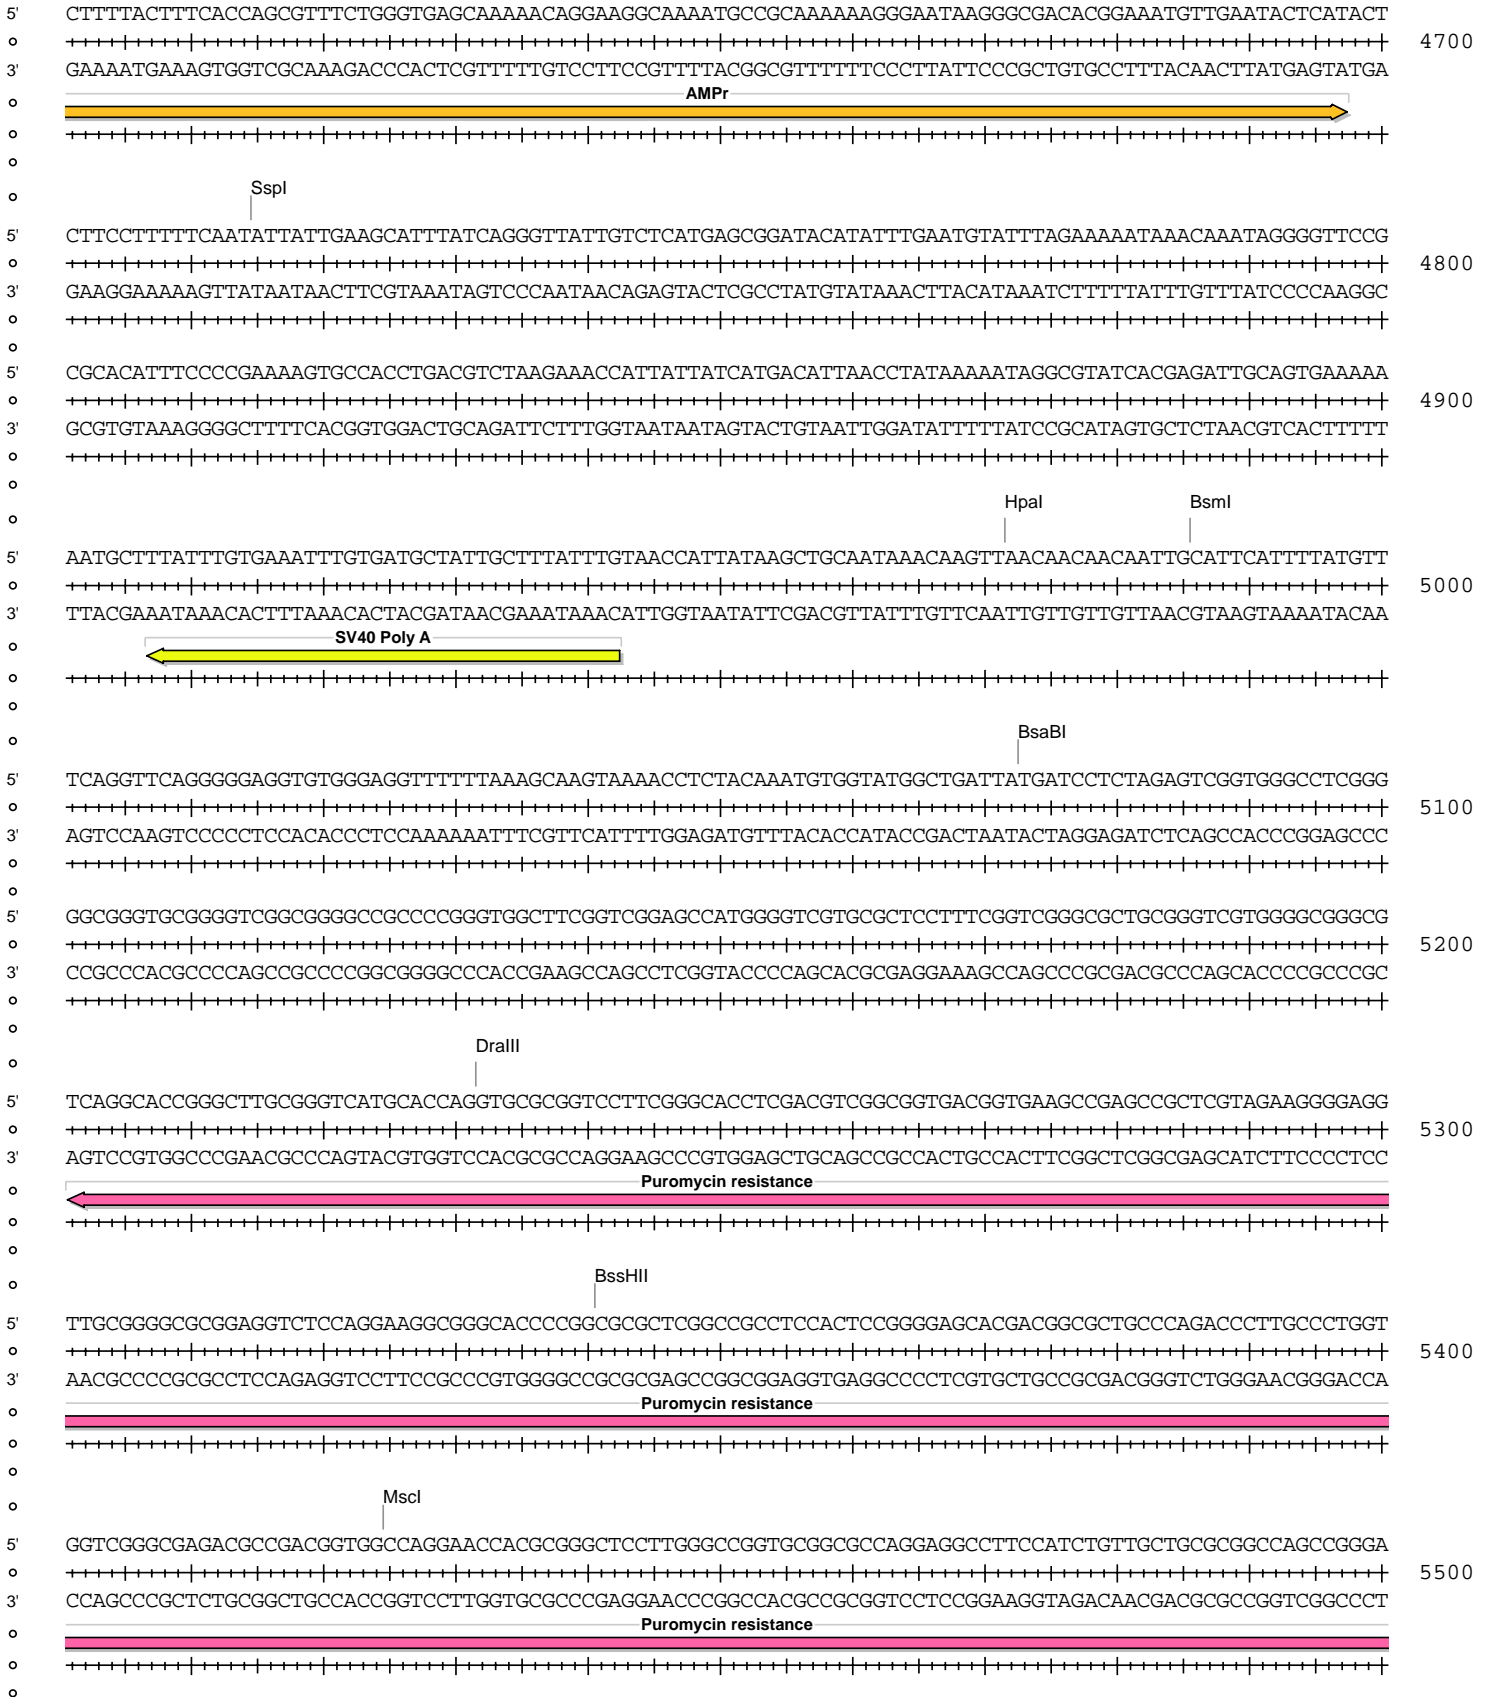 5' CTTTTACTTTCACCAGCGTTTCTGGGTGAGCAAAAACAGGAAGGCAAAATGCCGCAAAAAAGGGAATAAGGGCGACACGGAAATGTTGAATACTCATACT
4700
3' GAAAATGAAAGTGGTCGCAAAGACCCACTCGTTTTTGTCCTTCCGTTTTACGGCGTTTTTTCCCTTATTCCCGCTGTGCCTTTACAACTTATGAGTATGA
AMPr
SspI
5' CTTCCTTTTTCAATATTATTGAAGCATTTATCAGGGTTATTGTCTCATGAGCGGATACATATTTGAATGTATTTAGAAAAATAAACAAATAGGGGTTCCG
4800
3' GAAGGAAAAAGTTATAATAACTTCGTAAATAGTCCCAATAACAGAGTACTCGCCTATGTATAAACTTACATAAATCTTTTTATTTGTTTATCCCCAAGGC
5' CGCACATTTCCCCGAAAAGTGCCACCTGACGTCTAAGAAACCATTATTATCATGACATTAACCTATAAAAATAGGCGTATCACGAGATTGCAGTGAAAAA
4900
3' GCGTGTAAAGGGGCTTTTCACGGTGGACTGCAGATTCTTTGGTAATAATAGTACTGTAATTGGATATTTTTATCCGCATAGTGCTCTAACGTCACTTTTT
HpaI BsmI
5' AATGCTTTATTTGTGAAATTTGTGATGCTATTGCTTTATTTGTAACCATTATAAGCTGCAATAAACAAGTTAACAACAACAATTGCATTCATTTTATGTT
5000
3' TTACGAAATAAACACTTTAAACACTACGATAACGAAATAAACATTGGTAATATTCGACGTTATTTGTTCAATTGTTGTTGTTAACGTAAGTAAAATACAA
SV40 Poly A
BsaBI
5' TCAGGTTCAGGGGGAGGTGTGGGAGGTTTTTTAAAGCAAGTAAAACCTCTACAAATGTGGTATGGCTGATTATGATCCTCTAGAGTCGGTGGGCCTCGGG
5100
3' AGTCCAAGTCCCCCTCCACACCCTCCAAAAAATTTCGTTCATTTTGGAGATGTTTACACCATACCGACTAATACTAGGAGATCTCAGCCACCCGGAGCCC
5' GGCGGGTGCGGGGTCGGCGGGGCCGCCCCGGGTGGCTTCGGTCGGAGCCATGGGGTCGTGCGCTCCTTTCGGTCGGGCGCTGCGGGTCGTGGGGCGGGCG
5200
3' CCGCCCACGCCCCAGCCGCCCCGGCGGGGCCCACCGAAGCCAGCCTCGGTACCCCAGCACGCGAGGAAAGCCAGCCCGCGACGCCCAGCACCCCGCCCGC
DraIII
5' TCAGGCACCGGGCTTGCGGGTCATGCACCAGGTGCGCGGTCCTTCGGGCACCTCGACGTCGGCGGTGACGGTGAAGCCGAGCCGCTCGTAGAAGGGGAGG
5300
3' AGTCCGTGGCCCGAACGCCCAGTACGTGGTCCACGCGCCAGGAAGCCCGTGGAGCTGCAGCCGCCACTGCCACTTCGGCTCGGCGAGCATCTTCCCCTCC
Puromycin resistance
BssHII
5' TTGCGGGGCGCGGAGGTCTCCAGGAAGGCGGGCACCCCGGCGCGCTCGGCCGCCTCCACTCCGGGGAGCACGACGGCGCTGCCCAGACCCTTGCCCTGGT
5400
3' AACGCCCCGCGCCTCCAGAGGTCCTTCCGCCCGTGGGGCCGCGCGAGCCGGCGGAGGTGAGGCCCCTCGTGCTGCCGCGACGGGTCTGGGAACGGGACCA
Puromycin resistance
MscI
5' GGTCGGGCGAGACGCCGACGGTGGCCAGGAACCACGCGGGCTCCTTGGGCCGGTGCGGCGCCAGGAGGCCTTCCATCTGTTGCTGCGCGGCCAGCCGGGA
5500
3' CCAGCCCGCTCTGCGGCTGCCACCGGTCCTTGGTGCGCCCGAGGAACCCGGCCACGCCGCGGTCCTCCGGAAGGTAGACAACGACGCGCCGGTCGGCCCT
Puromycin resistance